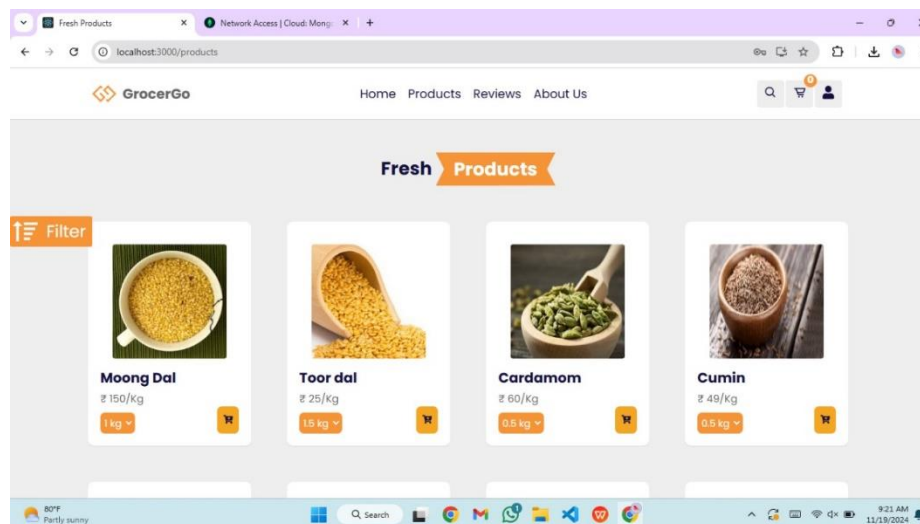 Fresh Products
Network Access | Cloud: Mong
localhost:3000/products
GrocerGo
Home Products Reviews About Us
0
Fresh Products
Filter
Moong Dal
₹ 150/Kg
1 kg
Toor dal
₹ 25/Kg
1.5 kg
Cardamom
₹ 60/Kg
0.5 kg
Cumin
₹ 49/Kg
0.5 kg
80°F
Partly sunny
Search
9:21 AM
11/19/2024